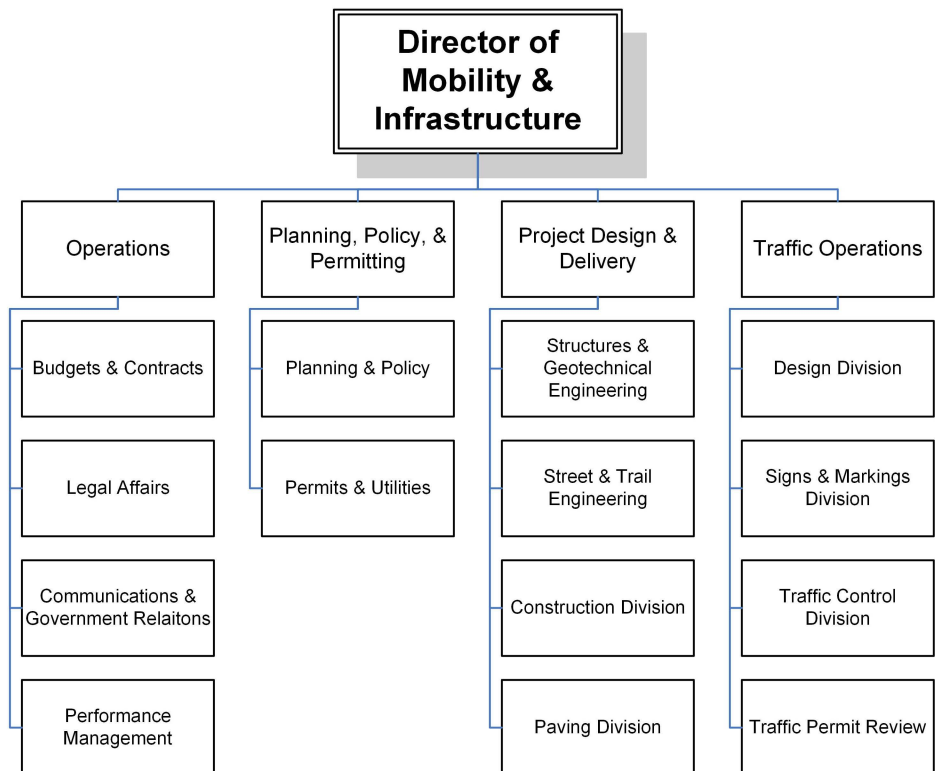 Director of
Mobility &
Infrastructure
Operations
Planning, Policy, &
Permitting
Project Design &
Delivery
Traffic Operations
Budgets & Contracts
Planning & Policy
Structures &
Geotechnical
Engineering
Design Division
Legal Affairs
Permits & Utilities
Street & Trail
Engineering
Signs & Markings
Division
Communications &
Government Relaitons
Construction Division
Traffic Control
Division
Performance
Management
Paving Division
Traffic Permit Review